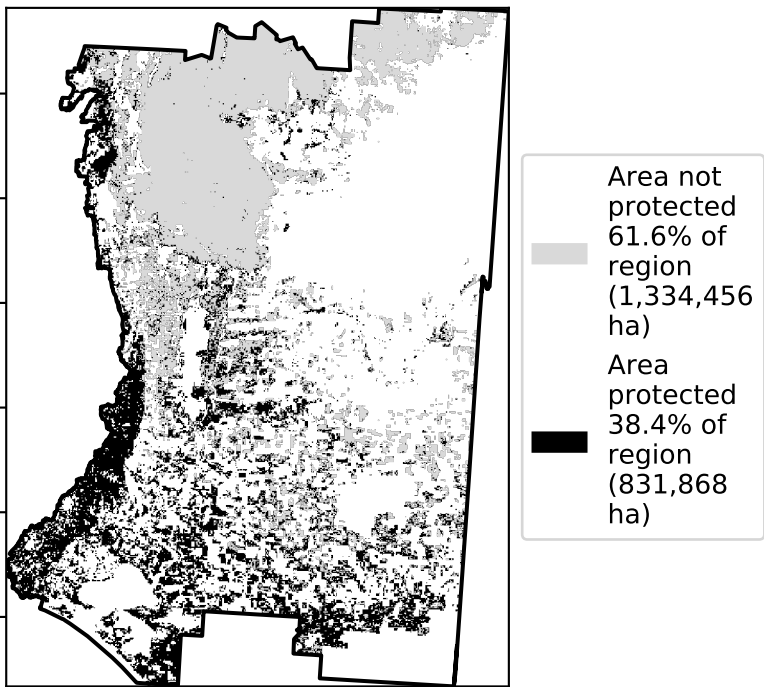 Area not
protected
61.6% of
region
(1,334,456
ha)
Area
protected
38.4% of
region
(831,868
ha)